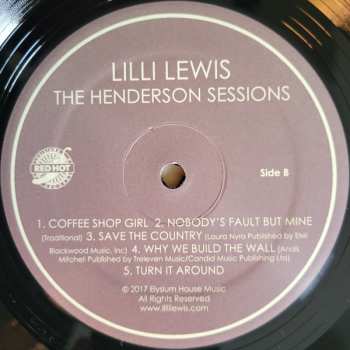 LILLI LEWIS
THE HENDERSON SESSIONS
RED HOT
Side B
1. COFFEE SHOP GIRL 2. NOBODY'S FAULT BUT MINE
(Traditional) 3. SAVE THE COUNTRY (Laura Nyro Published by EMI
Blackwood Music, Inc) 4. WHY WE BUILD THE WALL (Anais
Mitchell Published by Treleven Music/Candid Music Publishing Ltd)
5. TURN IT AROUND
© 2017 Elysium House Music
All Rights Reserved
www.lillilewis.com